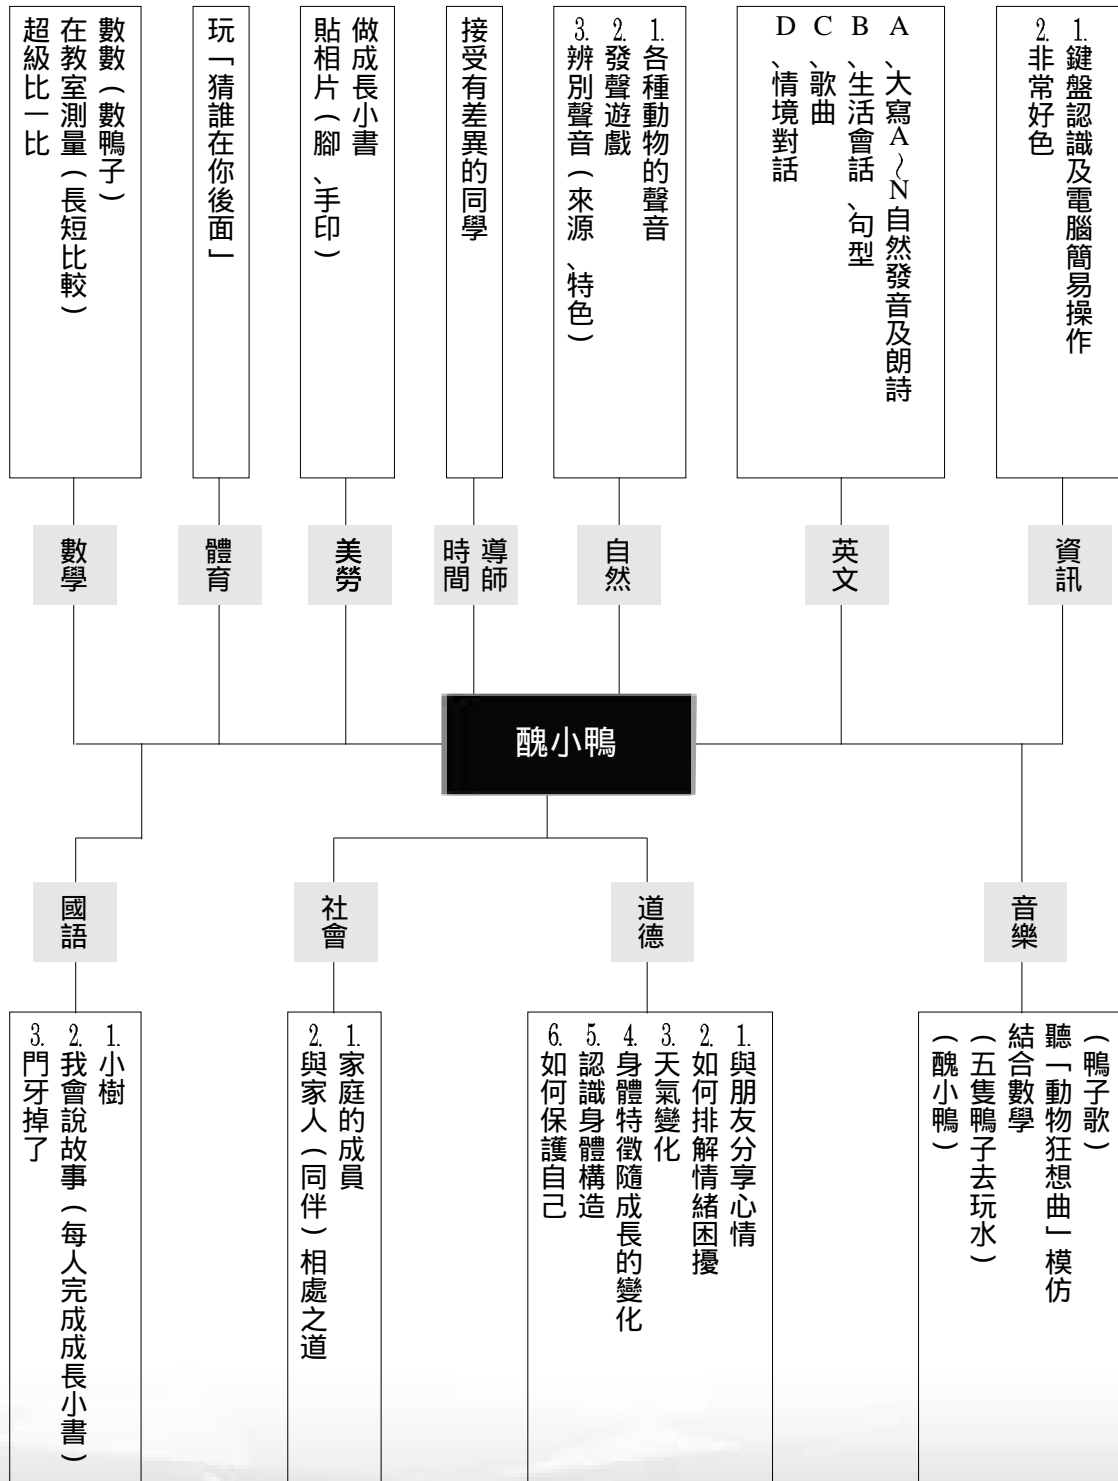 1.鍵盤認識及電腦簡易操作
2.非常好色
A、大寫A～N自然發音及朗詩
B、生活會話、句型
C、歌曲
D、情境對話
1.各種動物的聲音
2.發聲遊戲
3.辨別聲音（來源、特色）
接受有差異的同學
做成長小書
貼相片（腳、手印）
玩「猜誰在你後面」
數數（數鴨子）
在教室測量（長短比較）
超級比一比
資訊
英文
自然
導師
時間
美勞
體育
數學
醜小鴨
音樂
道德
社會
國語
（鴨子歌）
聽「動物狂想曲」模仿
結合數學
（五隻鴨子去玩水）
（醜小鴨）
1.與朋友分享心情
2.如何排解情緒困擾
3.天氣變化
4.身體特徵隨成長的變化
5.認識身體構造
6.如何保護自己
1.家庭的成員
2.與家人（同伴）相處之道
1.小樹
2.我會說故事（每人完成成長小書）
3.門牙掉了